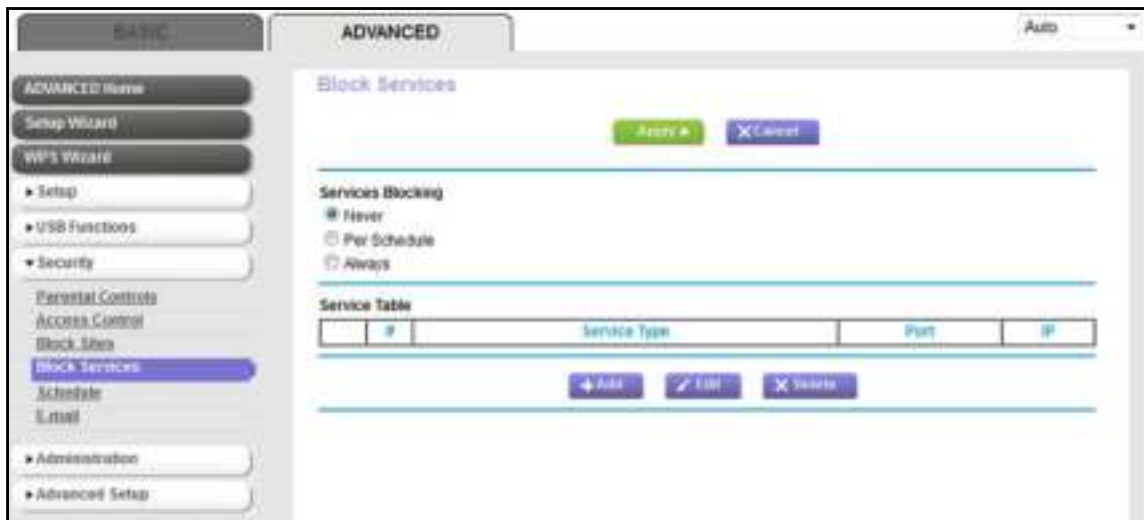 BASIC
ADVANCED
Auto
ADVANCED Home
Setup Wizard
WPS Wizard
Setup
USB Functions
Security
Parental Controls
Access Control
Block Sites
Block Services
Schedule
E-mail
Administration
Advanced Setup
Block Services
Apply
Cancel
Services Blocking
Never
Per Schedule
Always
Service Table
# Service Type Port IP
Add Edit Delete